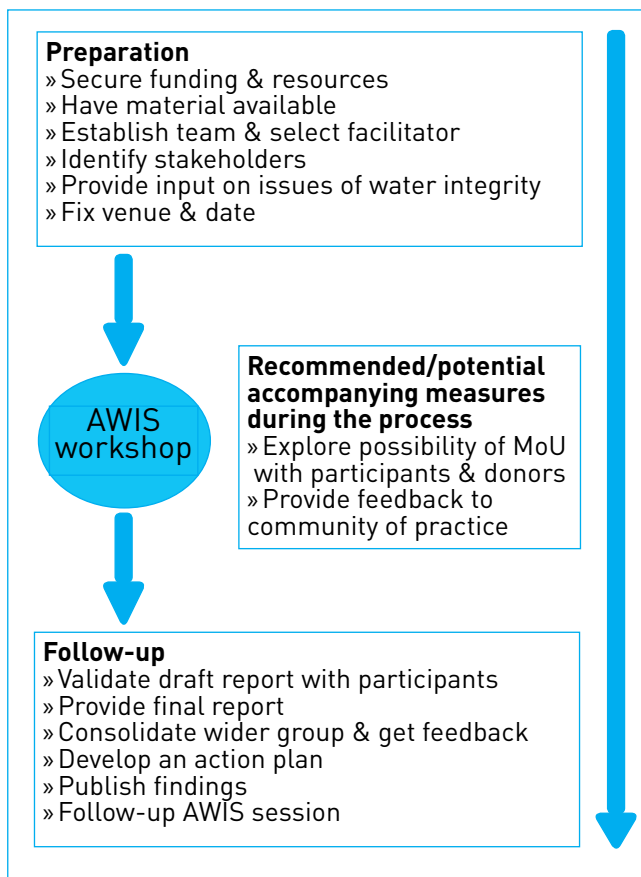 Preparation
» Secure funding & resources
» Have material available
» Establish team & select facilitator
» Identify stakeholders
» Provide input on issues of water integrity
» Fix venue & date
AWIS
workshop
Recommended/potential
accompanying measures
during the process
» Explore possibility of MoU
with participants & donors
» Provide feedback to
community of practice
Follow-up
» Validate draft report with participants
» Provide final report
» Consolidate wider group & get feedback
» Develop an action plan
» Publish findings
» Follow-up AWIS session